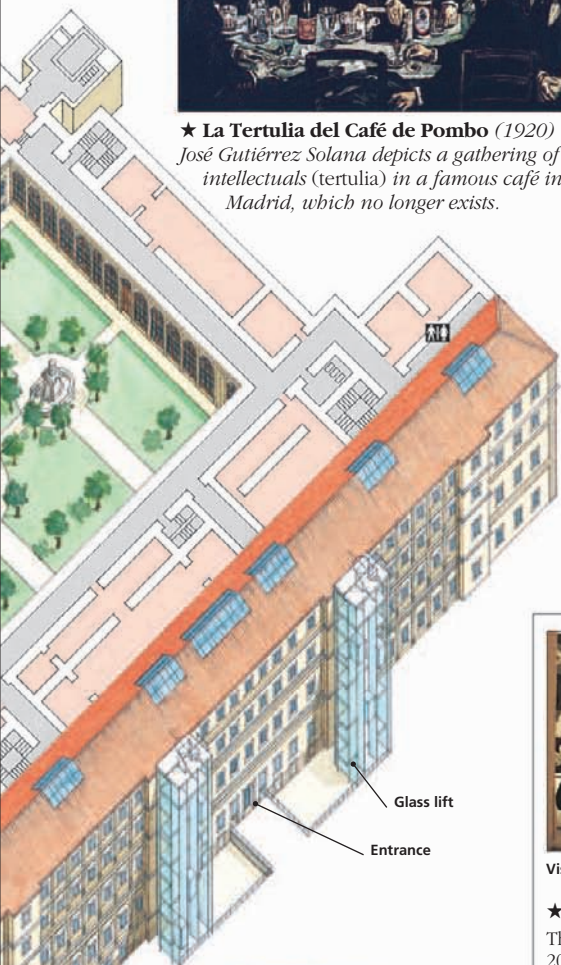 ★ La Tertulia del Café de Pombo (1920)
José Gutiérrez Solana depicts a gathering of
intellectuals (tertulia) in a famous café in
Madrid, which no longer exists.
Glass lift
Entrance
★
20